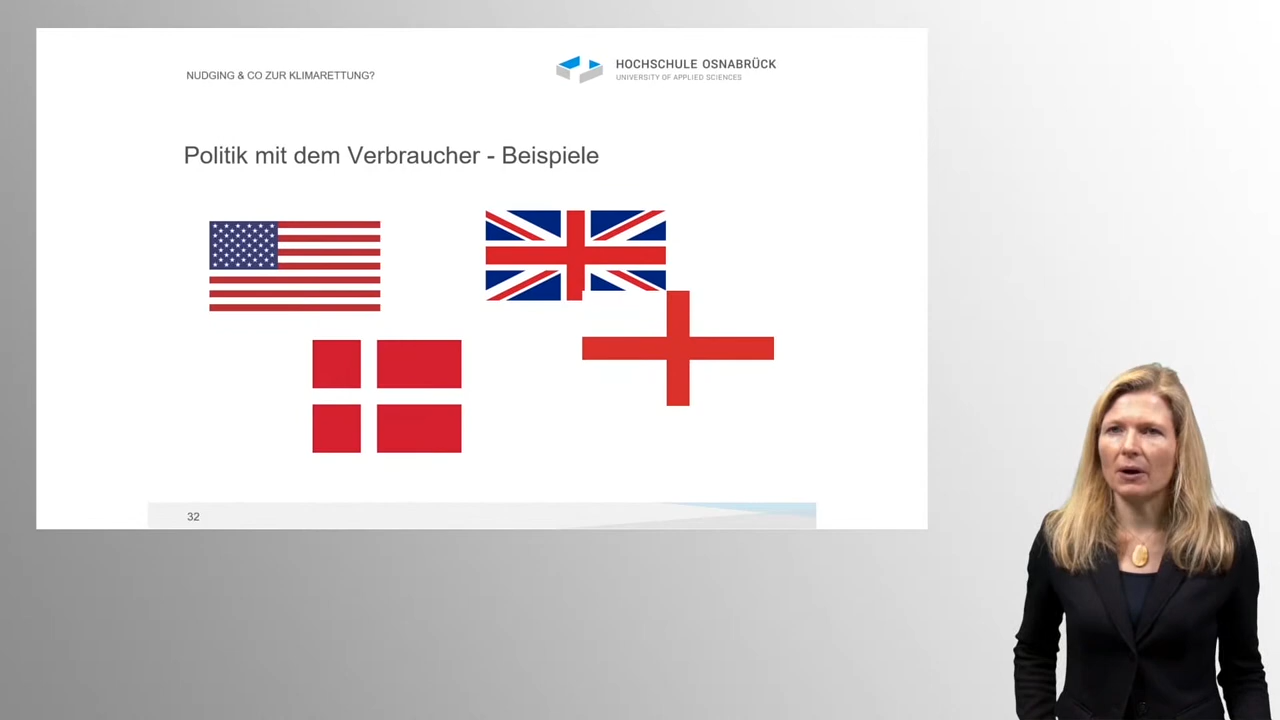 NUDGING & CO ZUR KLIMARETTUNG?
HOCHSCHULE OSNABRÜCK
UNIVERSITY OF APPLIED SCIENCES
Politik mit dem Verbraucher - Beispiele
32